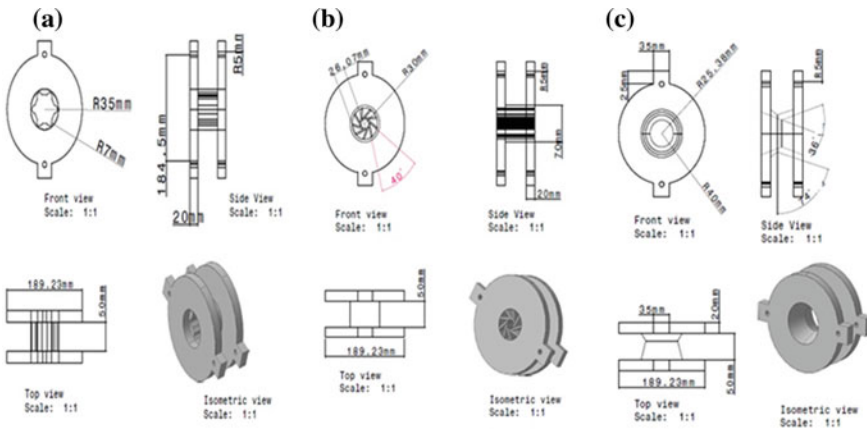 (a)
R35mm
R7mm
Front view
Scale: 1:1
184.5mm
R5mm
20mm
Side View
Scale: 1:1
189.23mm
50mm
Top view
Scale: 1:1
Isometric view
Scale: 1:1
(b)
26.07mm
R30mm
40°
Front view
Scale: 1:1
R5mm
70mm
20mm
Side View
Scale: 1:1
50mm
189.23mm
Top view
Scale: 1:1
Isometric view
Scale: 1:1
(c)
35mm
25mm
R25.38mm
R40mm
Front view
Scale: 1:1
R5mm
36°
74°
Side View
Scale: 1:1
35mm
20mm
50mm
189.23mm
Top view
Scale: 1:1
Isometric view
Scale: 1:1